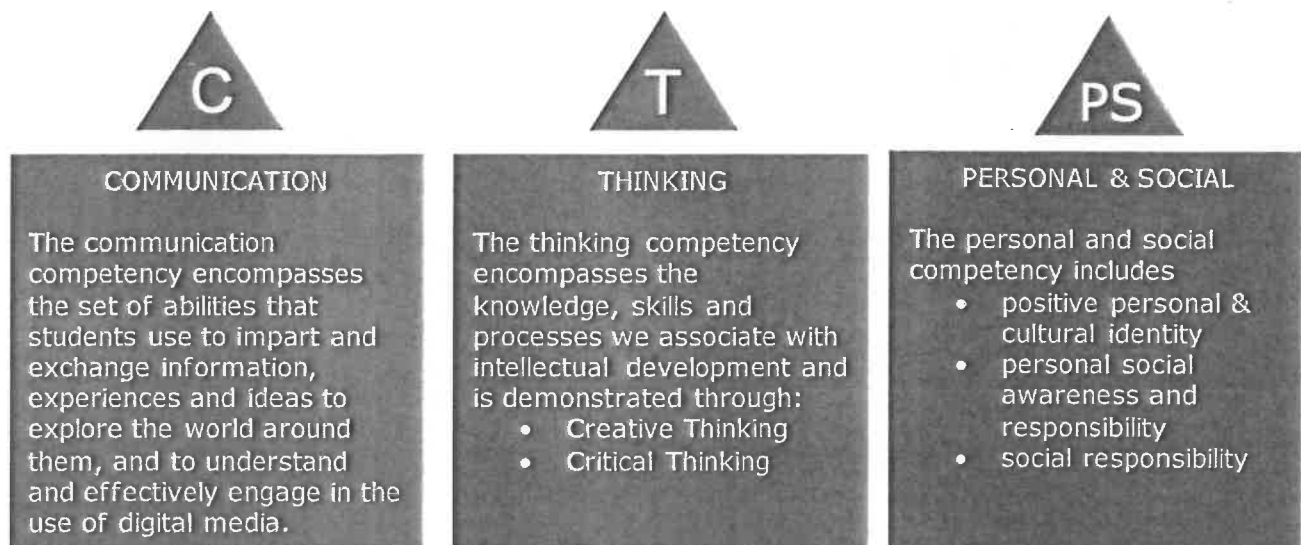 C
COMMUNICATION
The communication
competency encompasses
the set of abilities that
students use to impart and
exchange information,
experiences and ideas to
explore the world around
them, and to understand
and effectively engage in the
use of digital media.
T
THINKING
The thinking competency
encompasses the
knowledge, skills and
processes we associate with
intellectual development and
is demonstrated through:
• Creative Thinking
• Critical Thinking
PS
PERSONAL & SOCIAL
The personal and social
competency includes
• positive personal &
cultural identity
• personal social
awareness and
responsibility
• social responsibility